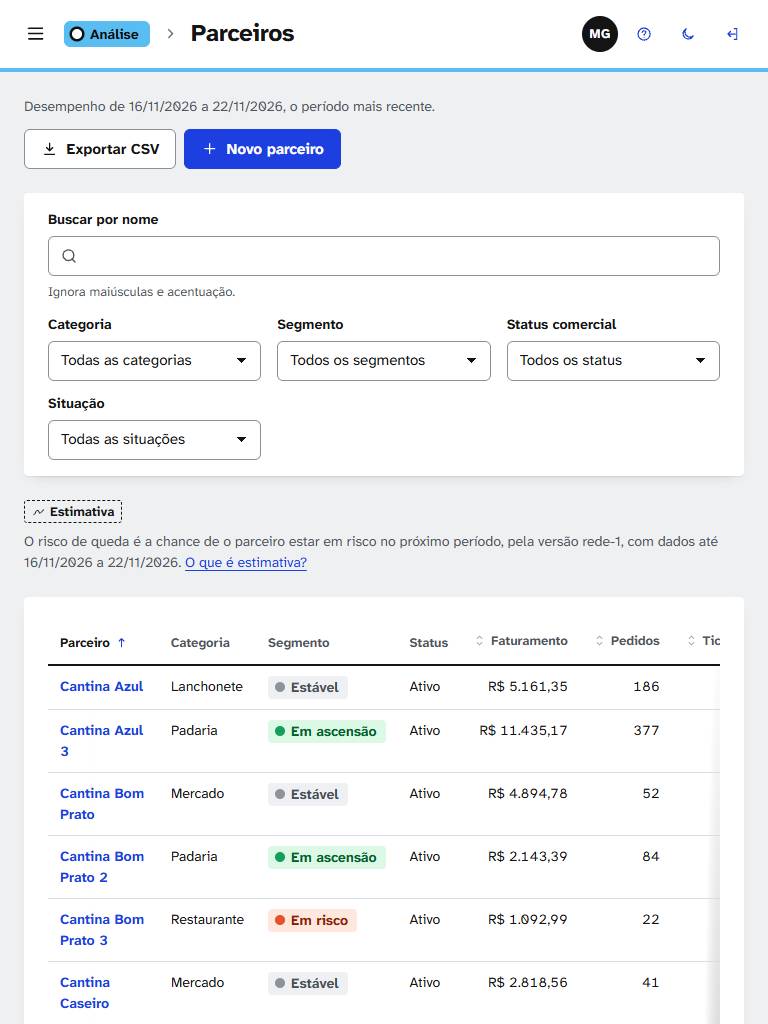 Análise
Parceiros
MG
Desempenho de 16/11/2026 a 22/11/2026, o período mais recente.
Exportar CSV
Novo parceiro
Buscar por nome
Ignora maiúsculas e acentuação.
Categoria Segmento Status comercial
Todas as categorias Todos os segmentos Todos os status
Situação
Todas as situações
Estimativa
O risco de queda é a chance de o parceiro estar em risco no próximo período, pela versão rede-1, com dados até
16/11/2026 a 22/11/2026. O que é estimativa?
Parceiro Categoria Segmento Status Faturamento Pedidos Tic
Cantina Azul Lanchonete Estável Ativo R$ 5.161,35 186
Cantina Azul Padaria Em ascensão Ativo R$ 11.435,17 377
3
Cantina Bom Mercado Estável Ativo R$ 4.894,78 52
Prato
Cantina Bom Padaria Em ascensão Ativo R$ 2.143,39 84
Prato 2
Cantina Bom Restaurante Em risco Ativo R$ 1.092,99 22
Prato 3
Cantina Mercado Estável Ativo R$ 2.818,56 41
Caseiro